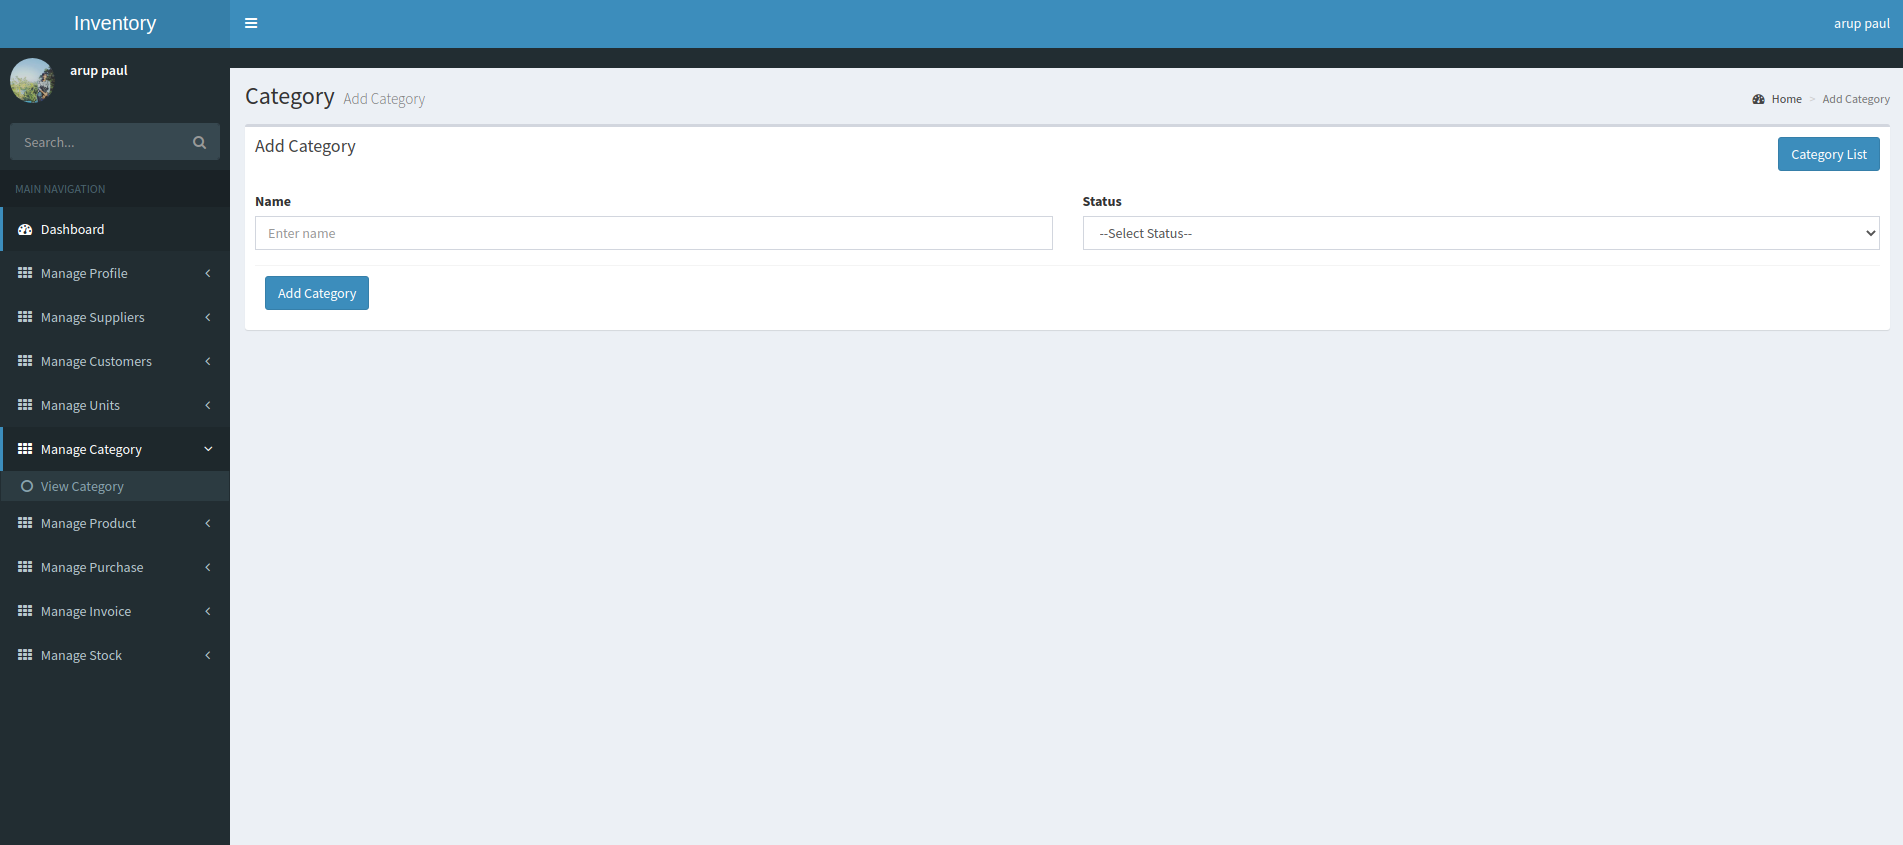 Inventory
arup paul
arup paul
Search...
MAIN NAVIGATION
Dashboard
Manage Profile
Manage Suppliers
Manage Customers
Manage Units
Manage Category
View Category
Manage Product
Manage Purchase
Manage Invoice
Manage Stock
Category Add Category
Home > Add Category
Add Category
Category List
Name
Status
Enter name
--Select Status--
Add Category